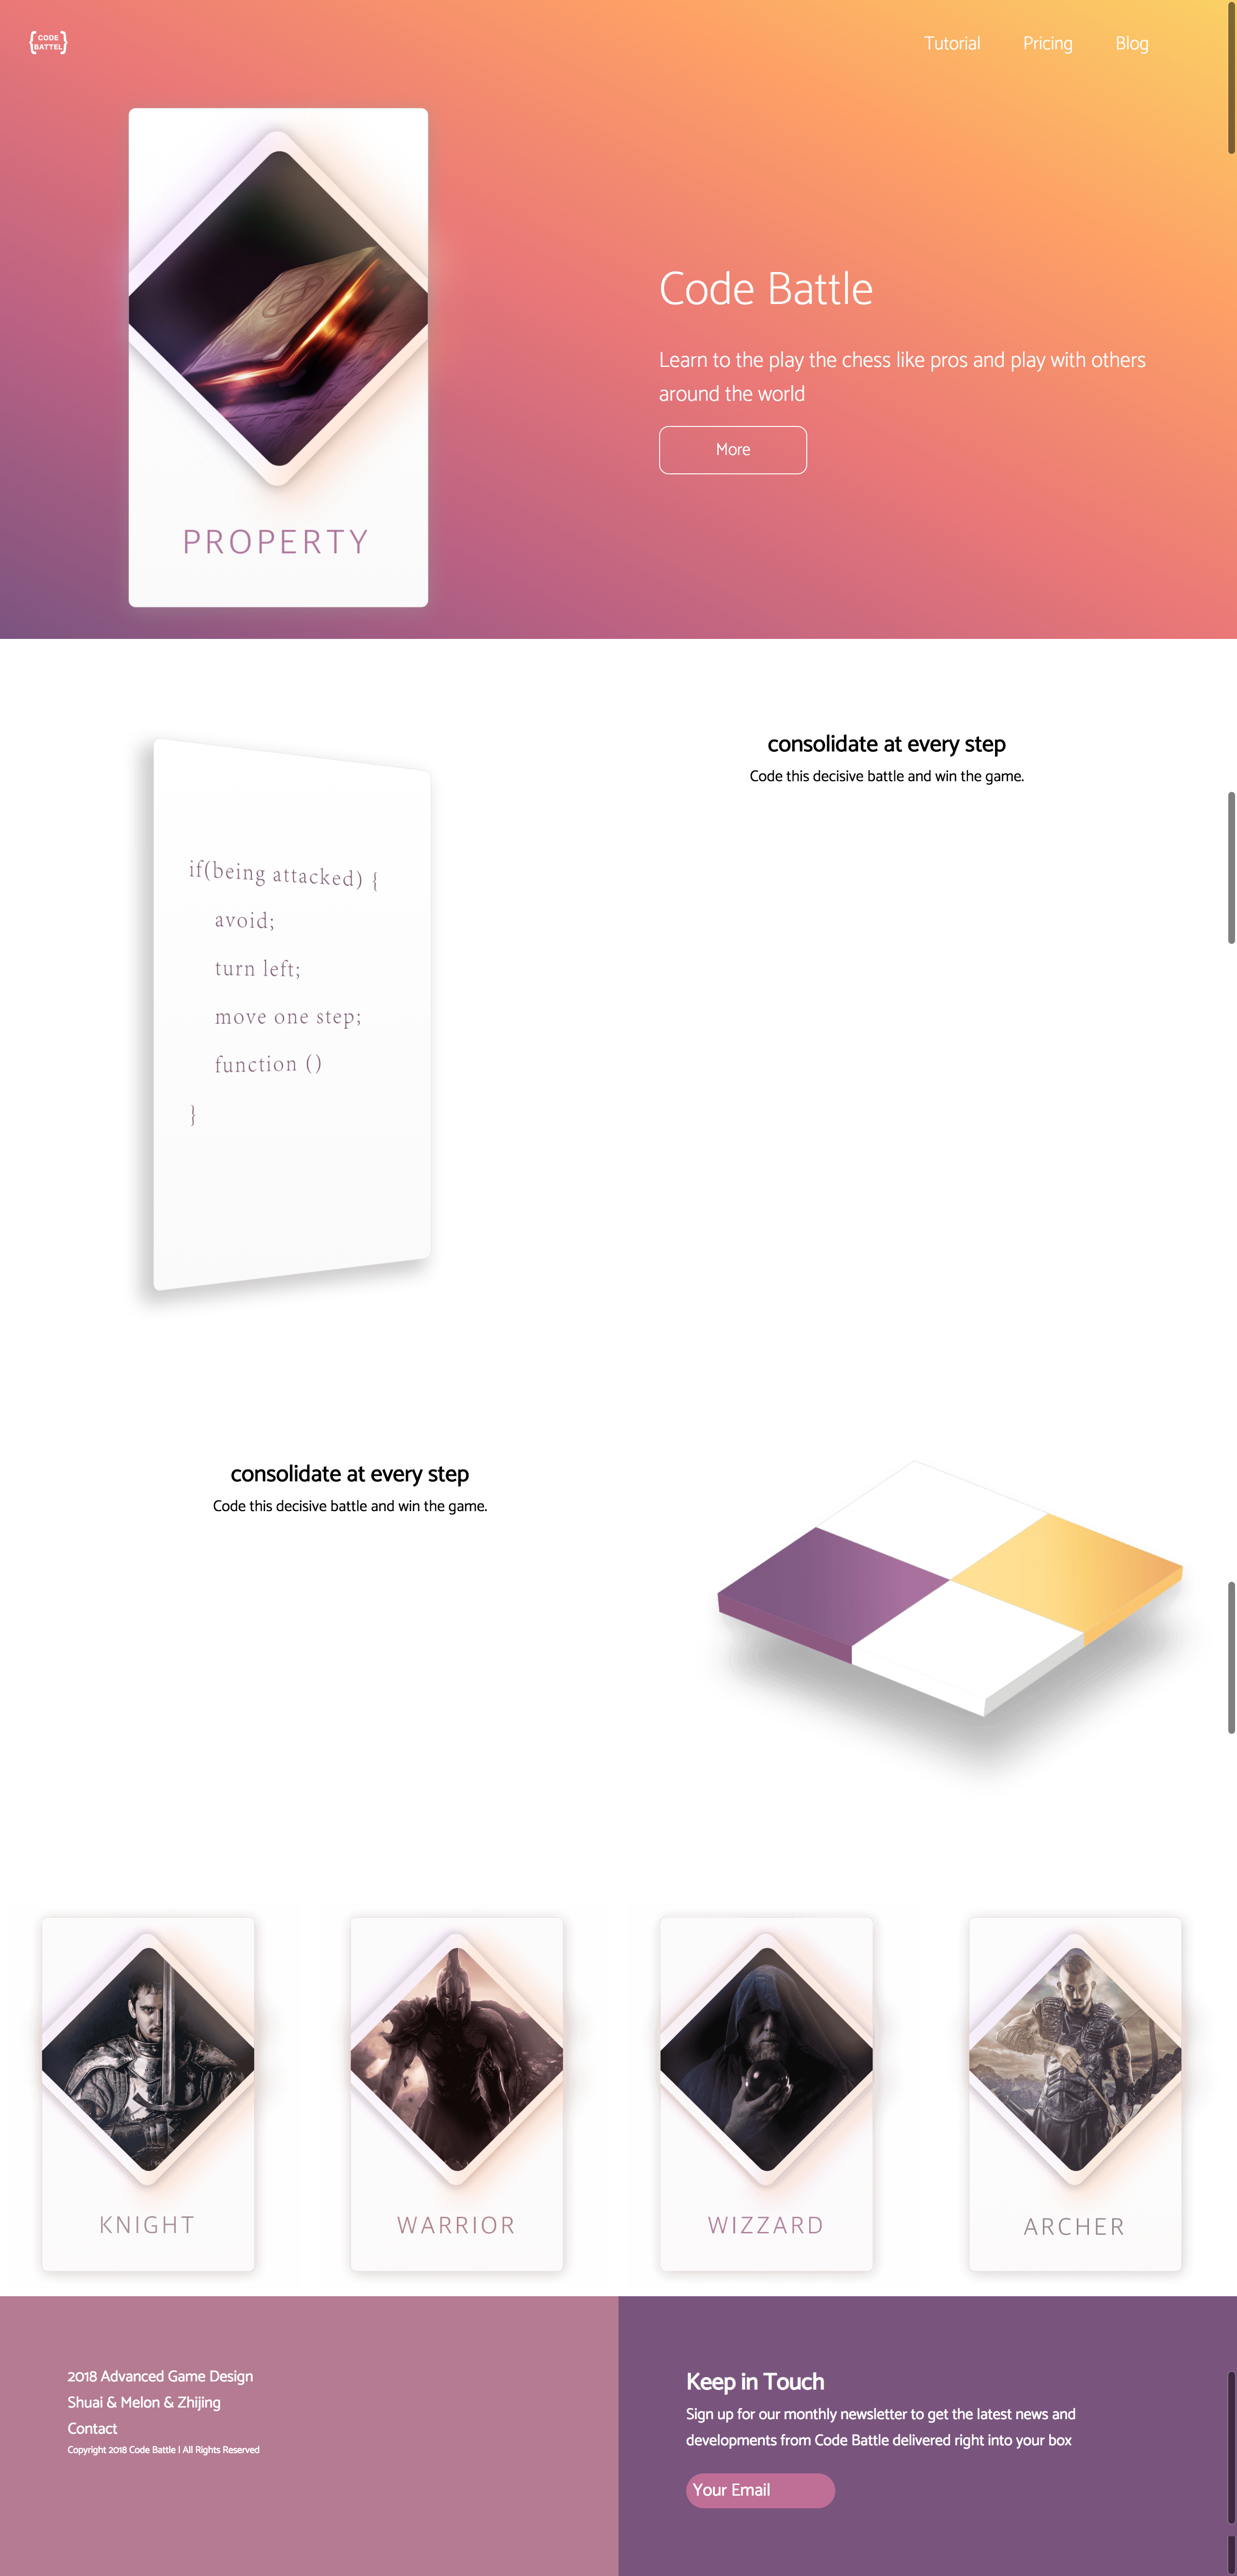 {CODE
BATTEL}
Tutorial Pricing Blog
PROPERTY
Code Battle
Learn to the play the chess like pros and play with others
around the world
More
if(being attacked) {
avoid;
turn left;
move one step;
function ()
}
consolidate at every step
Code this decisive battle and win the game.
consolidate at every step
Code this decisive battle and win the game.
KNIGHT
WARRIOR
WIZZARD
ARCHER
2018 Advanced Game Design
Shuai & Melon & Zhijing
Contact
Copyright 2018 Code Battle | All Rights Reserved
Keep in Touch
Sign up for our monthly newsletter to get the latest news and
developments from Code Battle delivered right into your box
Your Email